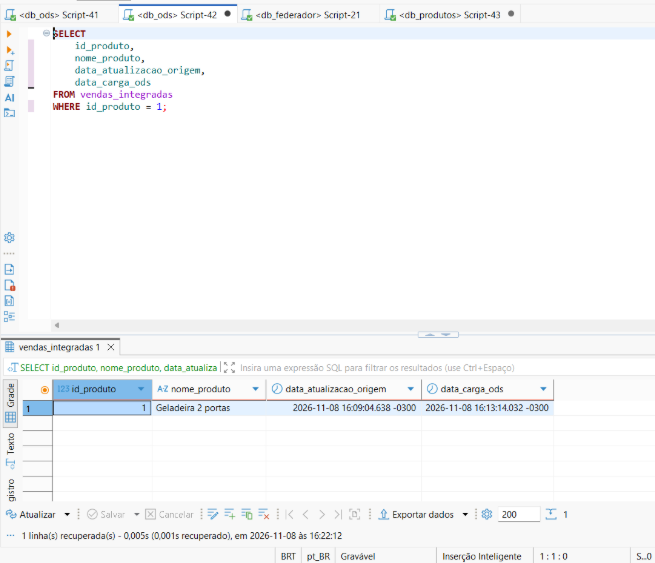 <db_ods> Script-41 <db_ods> Script-42 <db_federador> Script-21 <db_produtos> Script-43
SELECT
id_produto,
nome_produto,
data_atualizacao_origem,
data_carga_ods
FROM vendas_integradas
WHERE id_produto = 1;
vendas_integradas 1
SELECT id_produto, nome_produto, data_atualiza Insira uma expressão SQL para filtrar os resultados (use Ctrl+Espaço)
Grade
Texto
gistro
123 id_produto A-Z nome_produto data_atualizacao_origem data_carga_ods
1 1 Geladeira 2 portas 2026-11-08 16:09:04.638 -0300 2026-11-08 16:13:14.032 -0300
Atualizar Salvar Cancelar Exportar dados 200 1
... 1 linha(s) recuperada(s) - 0,005s (0,001s recuperado), em 2026-11-08 às 16:22:12
BRT pt_BR Gravável Inserção Inteligente 1 : 1 : 0 S..0